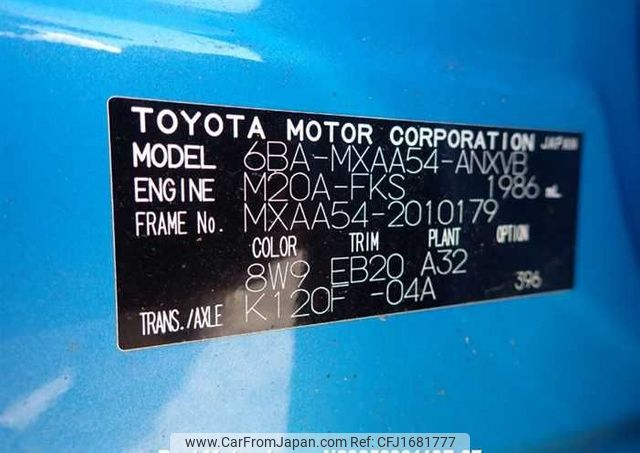 TOYOTA MOTOR CORPORATION JAPAN
MODEL 6BA-MXAA54-ANXVB
ENGINE M20A-FKS 1986 mL
FRAME No. MXAA54-2010179
COLOR TRIM PLANT OPTION
8W9 EB20 A32 396
TRANS./AXLE K120F -04A
www.CarFromJapan.com | CFJ1681777